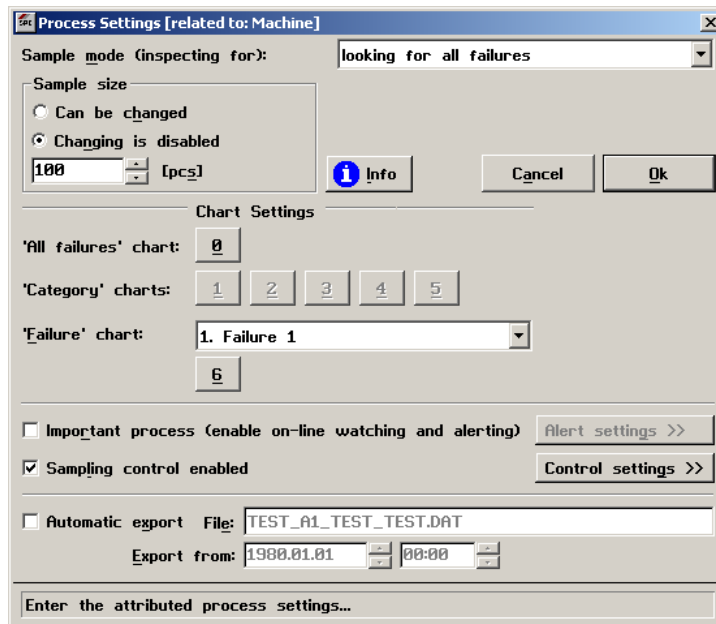 SPC Process Settings [related to: Machine]
Sample mode (inspecting for): looking for all failures
Sample size
Can be changed
Changing is disabled
100 [pcs]
i Info Cancel Ok
Chart Settings
'All failures' chart: 0
'Category' charts: 1 2 3 4 5
'Failure' chart: 1. Failure 1
6
Important process (enable on-line watching and alerting) Alert settings >>
Sampling control enabled Control settings >>
Automatic export File: TEST_A1_TEST_TEST.DAT
Export from: 1980.01.01 00:00
Enter the attributed process settings...